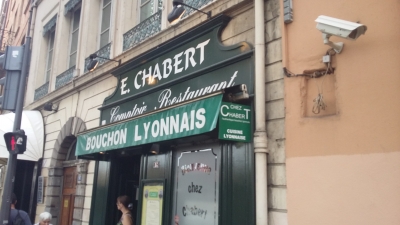 E. CHABERT
Comptoir Restaurant
BOUCHON LYONNAIS
CHEZ
CHABERT
CUISINE
LYONNAISE
chez
chabert